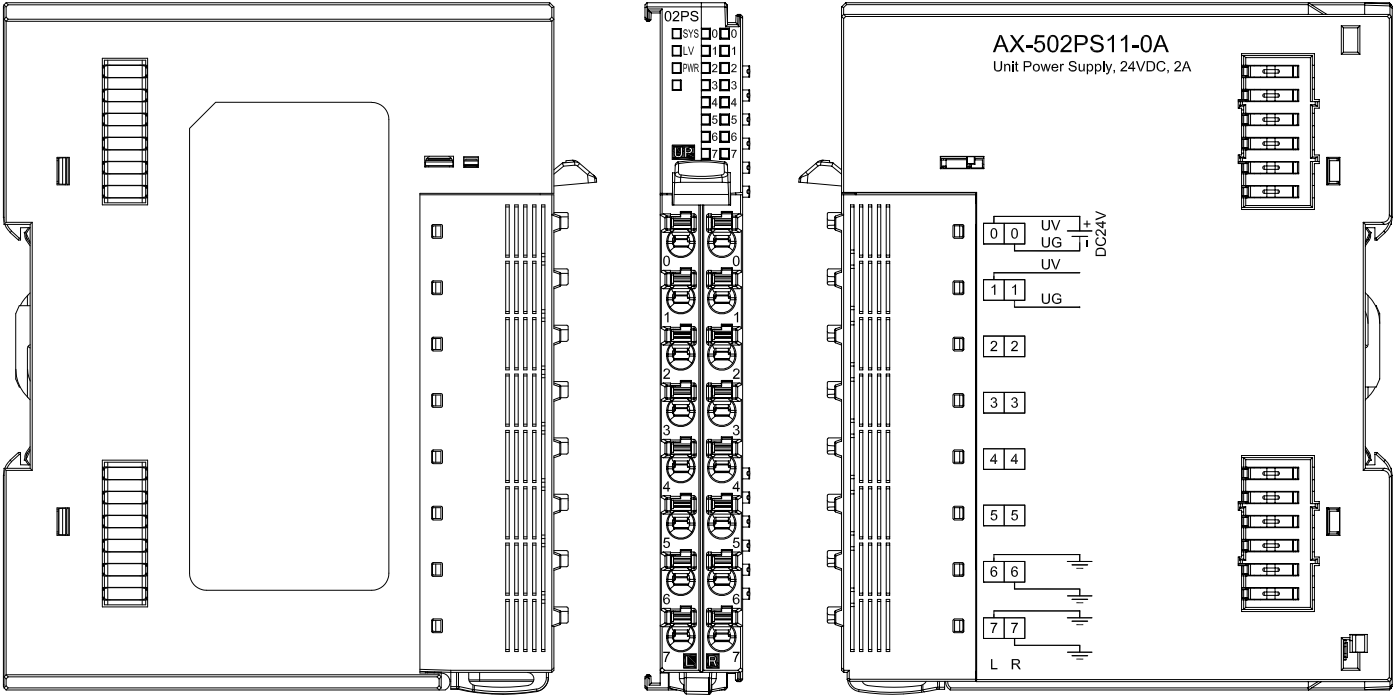 02PS
SYS 0 0
LV 1 1
PWR 2 2
3 3
4 4
5 5
6 6
UP 7 7
0 0
1 1
2 2
3 3
4 4
5 5
6 6
7 L R 7
AX-502PS11-0A
Unit Power Supply, 24VDC, 2A
0 0 UV + DC24V
UG -
UV
1 1
UG
2 2
3 3
4 4
5 5
6 6
7 7
L R